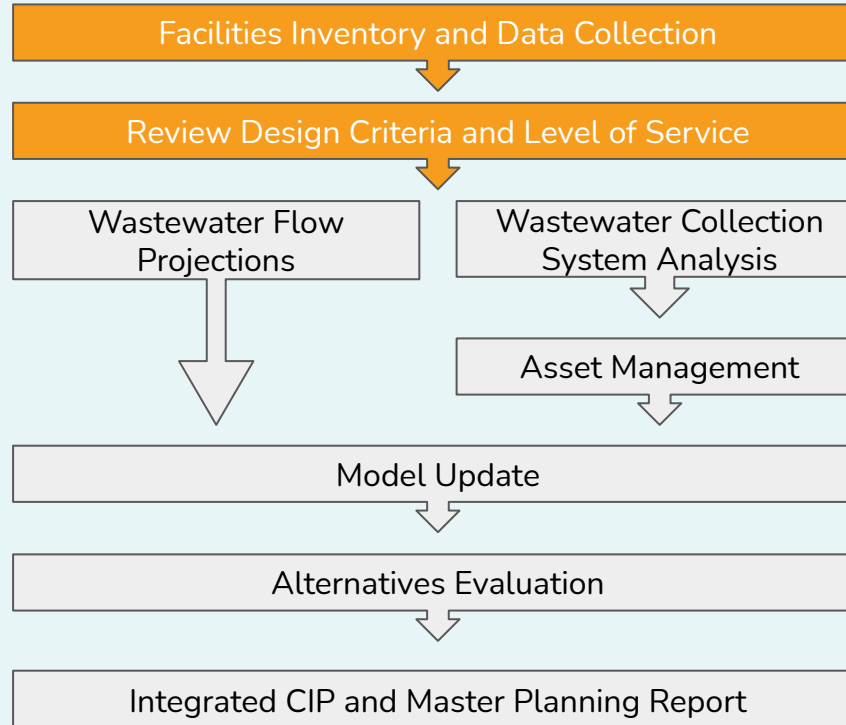 Facilities Inventory and Data Collection
Review Design Criteria and Level of Service
Wastewater Flow
Projections
Wastewater Collection
System Analysis
Asset Management
Model Update
Alternatives Evaluation
Integrated CIP and Master Planning Report